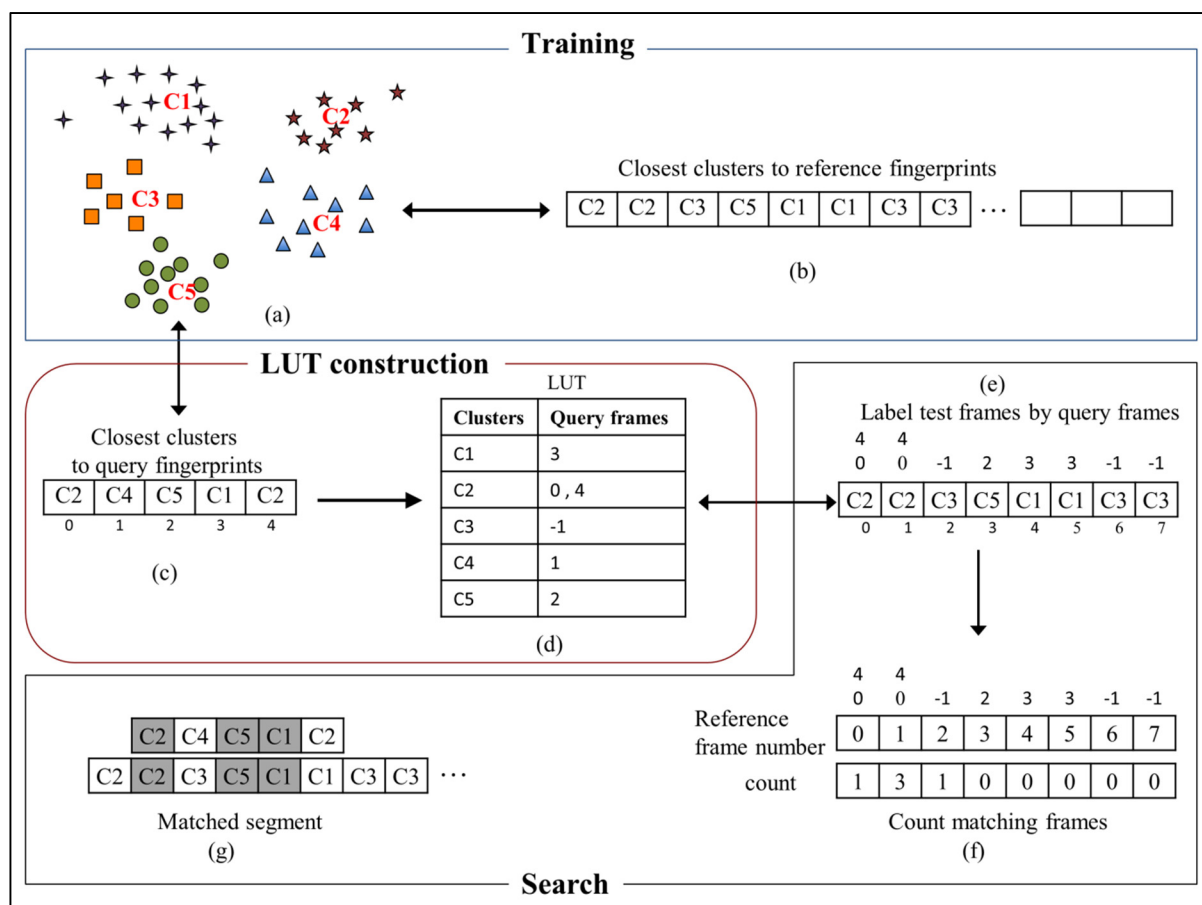 Training
C1
C2
C3
C4
C5
(a)
Closest clusters to reference fingerprints
C2 C2 C3 C5 C1 C1 C3 C3 ...
(b)
LUT construction
Closest clusters
to query fingerprints
C2 C4 C5 C1 C2
0 1 2 3 4
(c)
LUT
Clusters Query frames
C1 3
C2 0 , 4
C3 -1
C4 1
C5 2
(d)
(e)
Label test frames by query frames
4 4
0 0 -1 2 3 3 -1 -1
C2 C2 C3 C5 C1 C1 C3 C3
0 1 2 3 4 5 6 7
4 4
0 0 -1 2 3 3 -1 -1
Reference
frame number
0 1 2 3 4 5 6 7
count 1 3 1 0 0 0 0 0
Count matching frames
(f)
C2 C4 C5 C1 C2
C2 C2 C3 C5 C1 C1 C3 C3 ...
Matched segment
(g)
Search